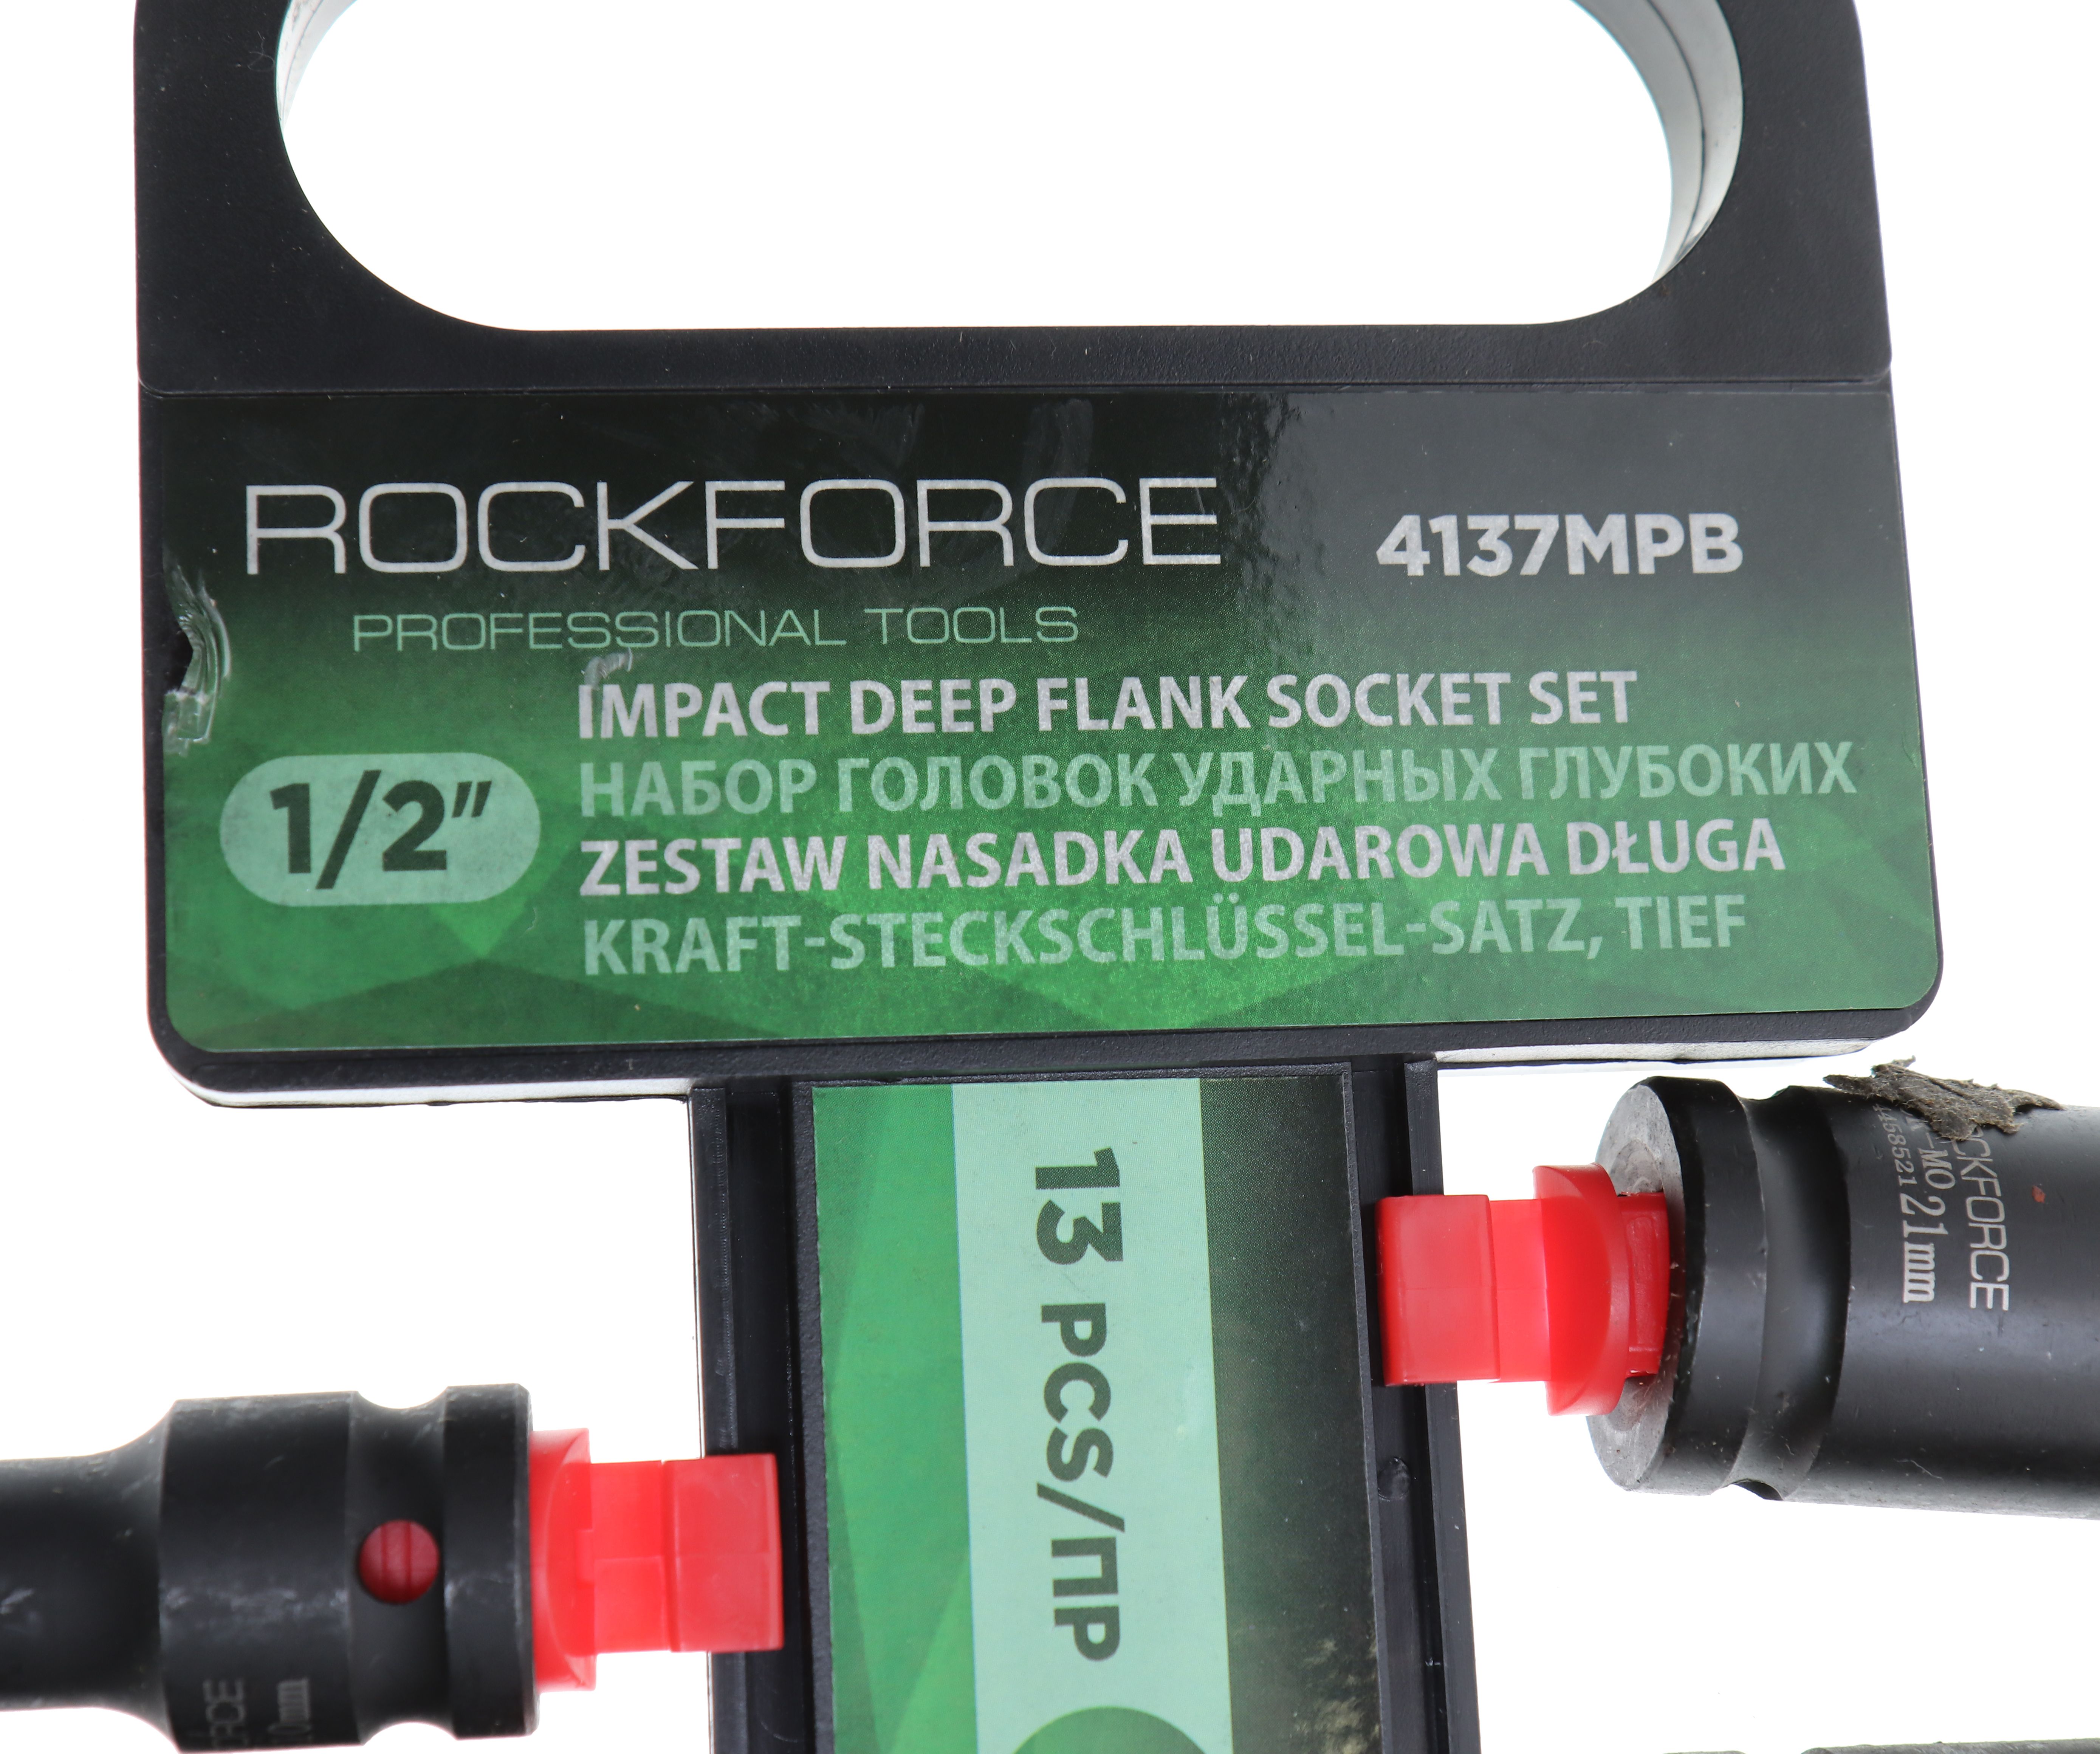 ROCKFORCE
4137MPB
PROFESSIONAL TOOLS
1/2"
IMPACT DEEP FLANK SOCKET SET
НАБОР ГОЛОВОК УДАРНЫХ ГЛУБОКИХ
ZESTAW NASADKA UDAROWA DŁUGA
KRAFT-STECKSCHLÜSSEL-SATZ, TIEF
13 PCS/ПР
21mm